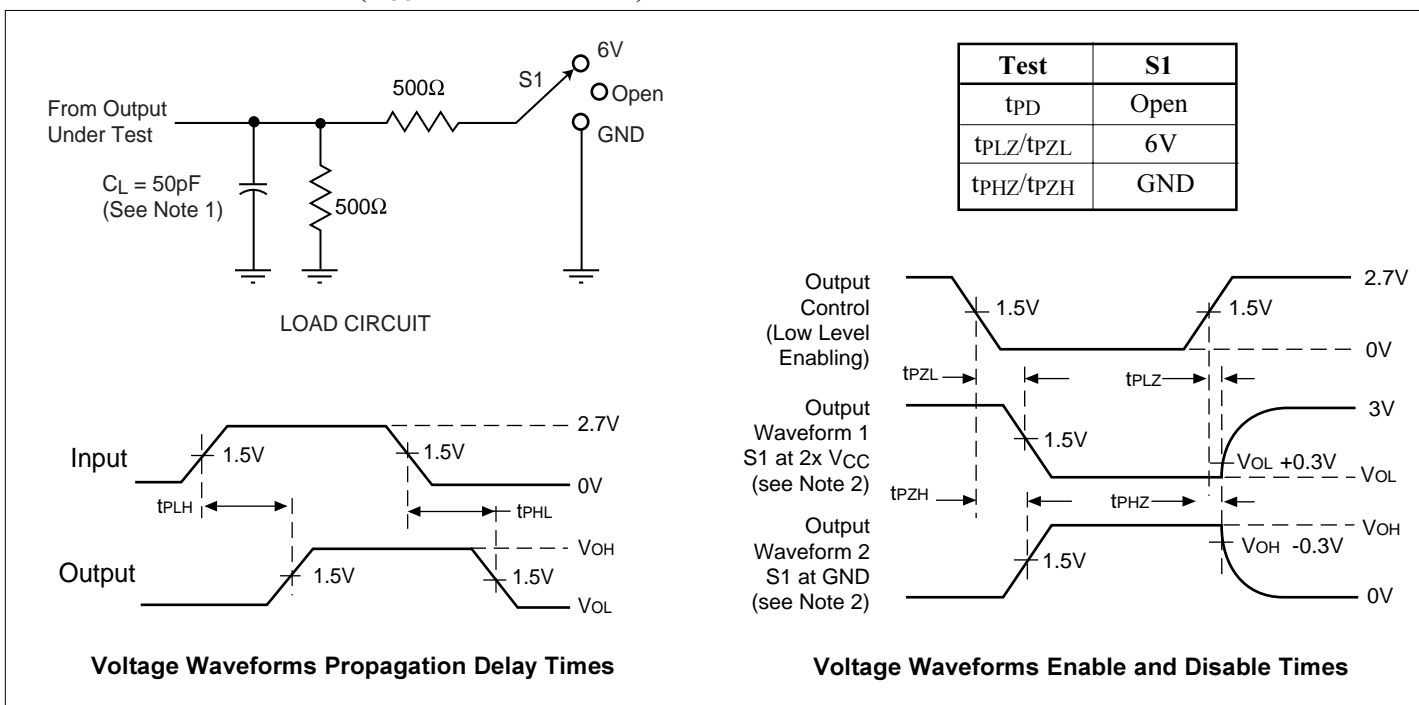 6V
S1
500Ω
Open
From Output
Under Test
GND
CL = 50pF
(See Note 1)
500Ω
LOAD CIRCUIT
Test S1
tPD Open
tPLZ/tPZL 6V
tPHZ/tPZH GND
Output
Control
(Low Level
Enabling)
1.5V
1.5V
2.7V
0V
tPZL
tPLZ
Output
Waveform 1
S1 at 2x VCC
(see Note 2)
1.5V
3V
VOL +0.3V
VOL
tPZH
tPHZ
Output
Waveform 2
S1 at GND
(see Note 2)
1.5V
VOH
VOH -0.3V
0V
Input
1.5V
1.5V
2.7V
0V
tPLH
tPHL
Output
1.5V
1.5V
VOH
VOL
Voltage Waveforms Propagation Delay Times
Voltage Waveforms Enable and Disable Times